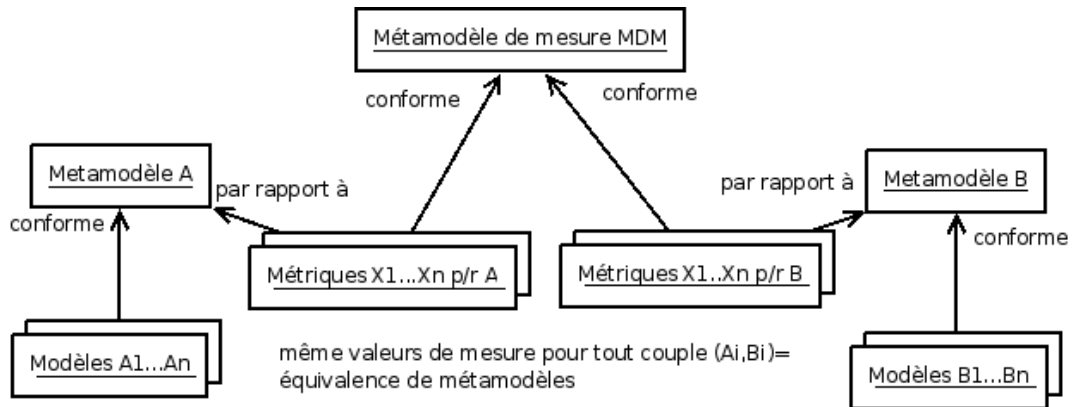 Métamodèle de mesure MDM
conforme
conforme
Metamodèle A
par rapport à
par rapport à
Metamodèle B
conforme
conforme
Métriques X1...Xn p/r A
Métriques X1..Xn p/r B
Modèles A1...An
même valeurs de mesure pour tout couple (Ai,Bi)=
équivalence de métamodèles
Modèles B1...Bn